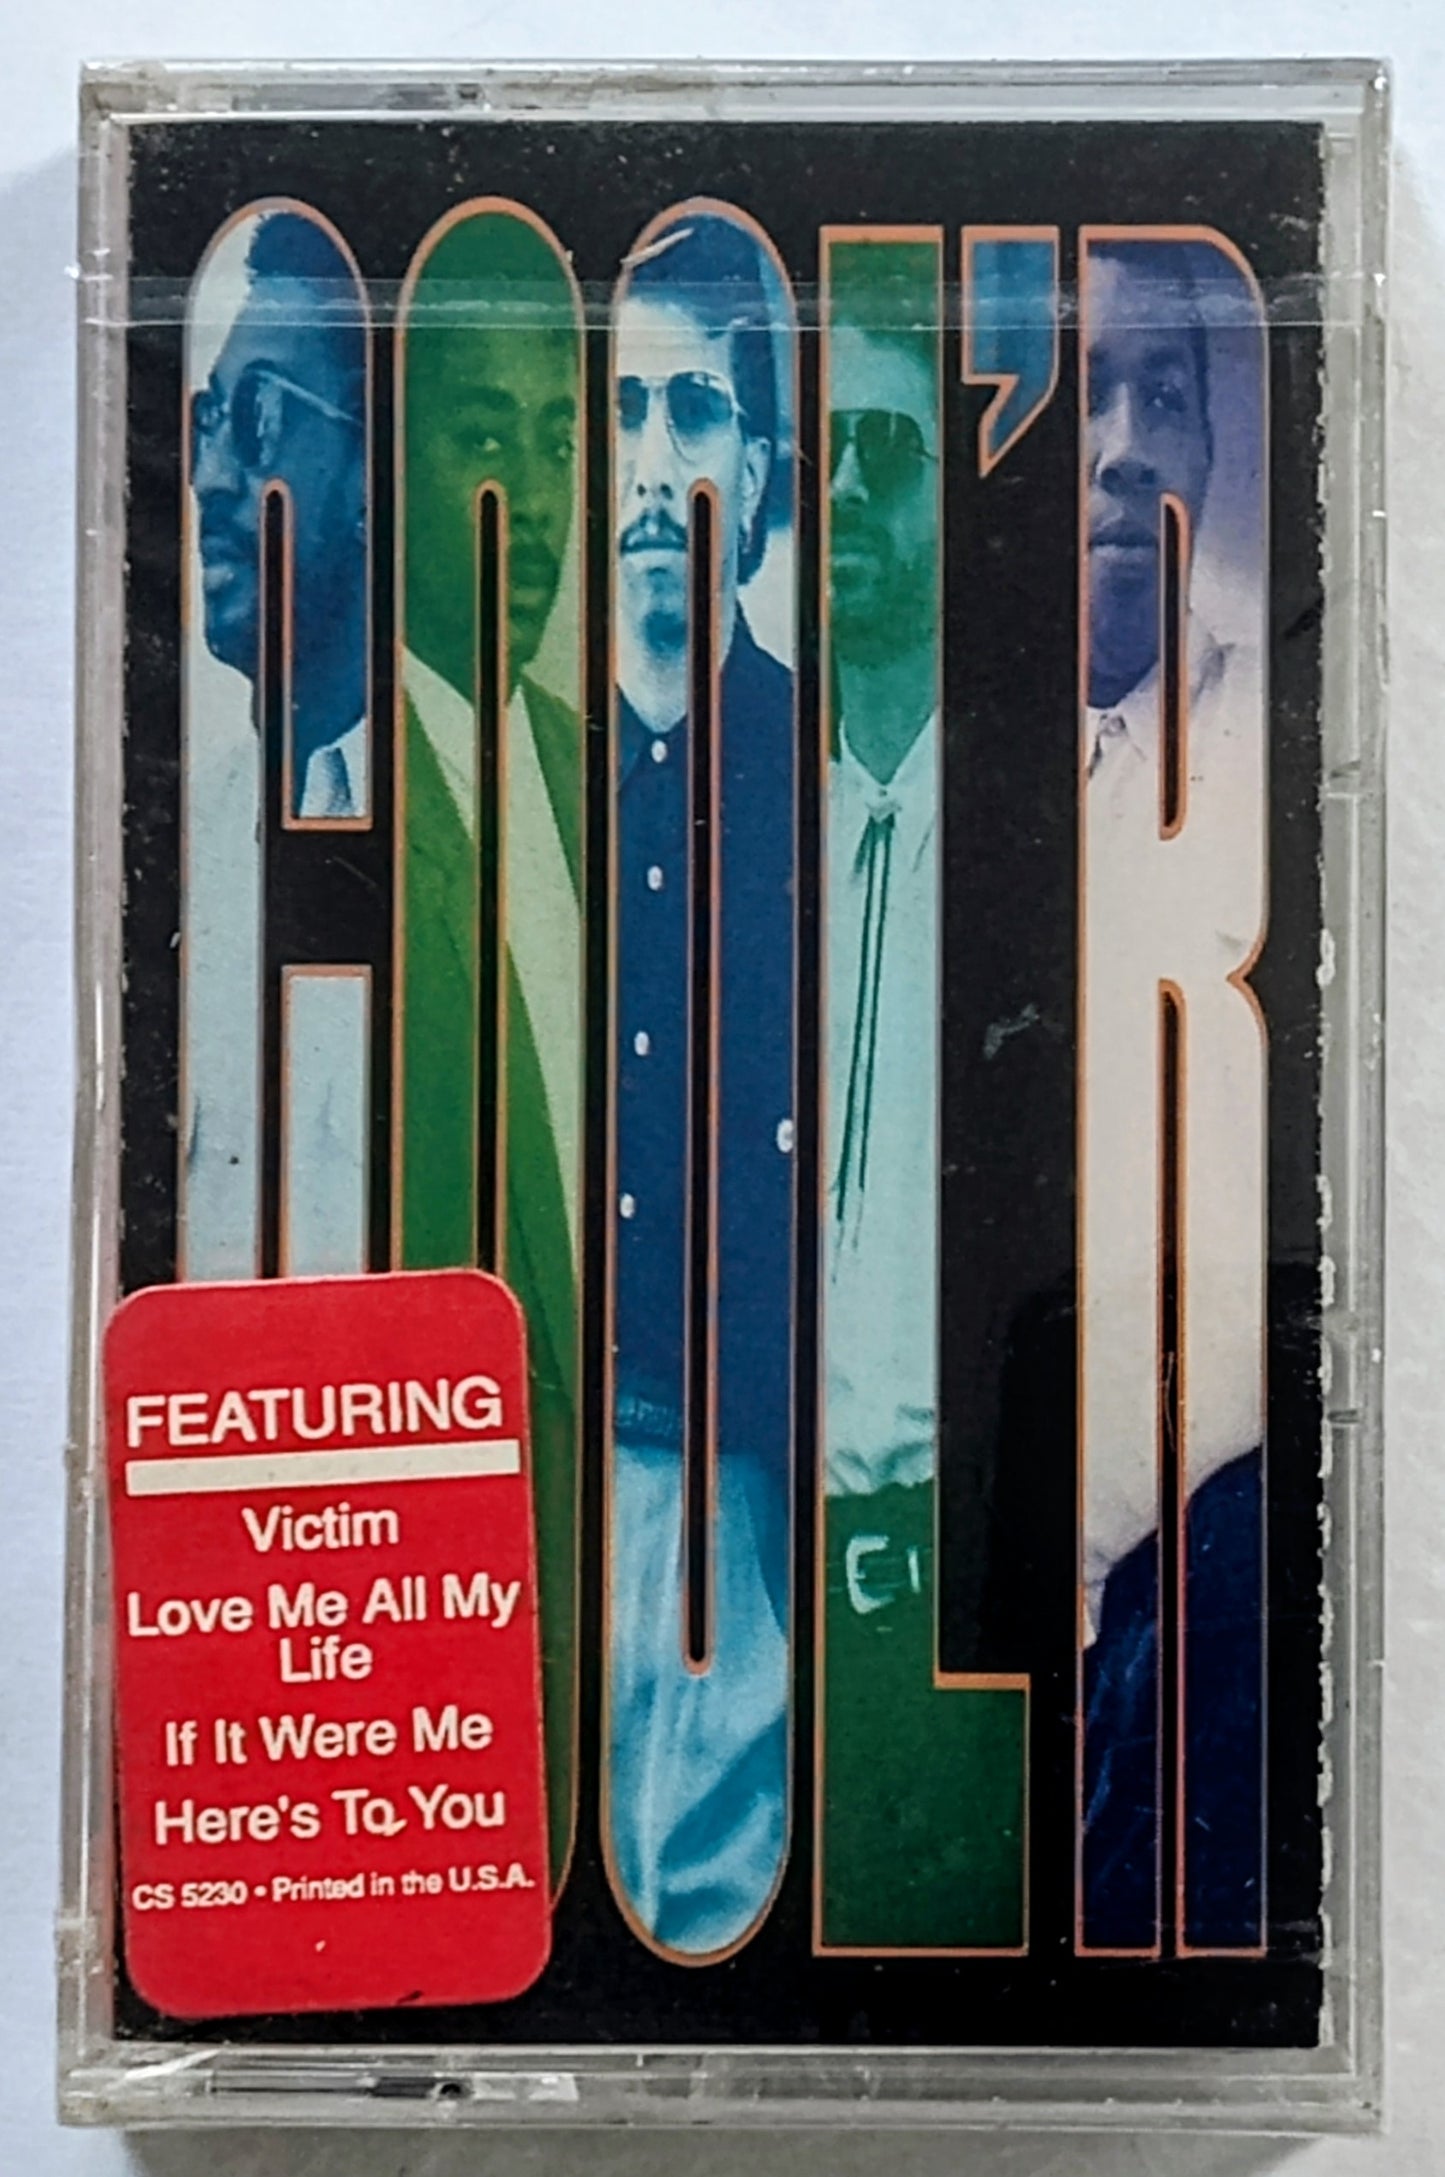 COOL'R
FEATURING
Victim
Love Me All My
Life
If It Were Me
Here's To You
CS 5230 • Printed in the U.S.A.